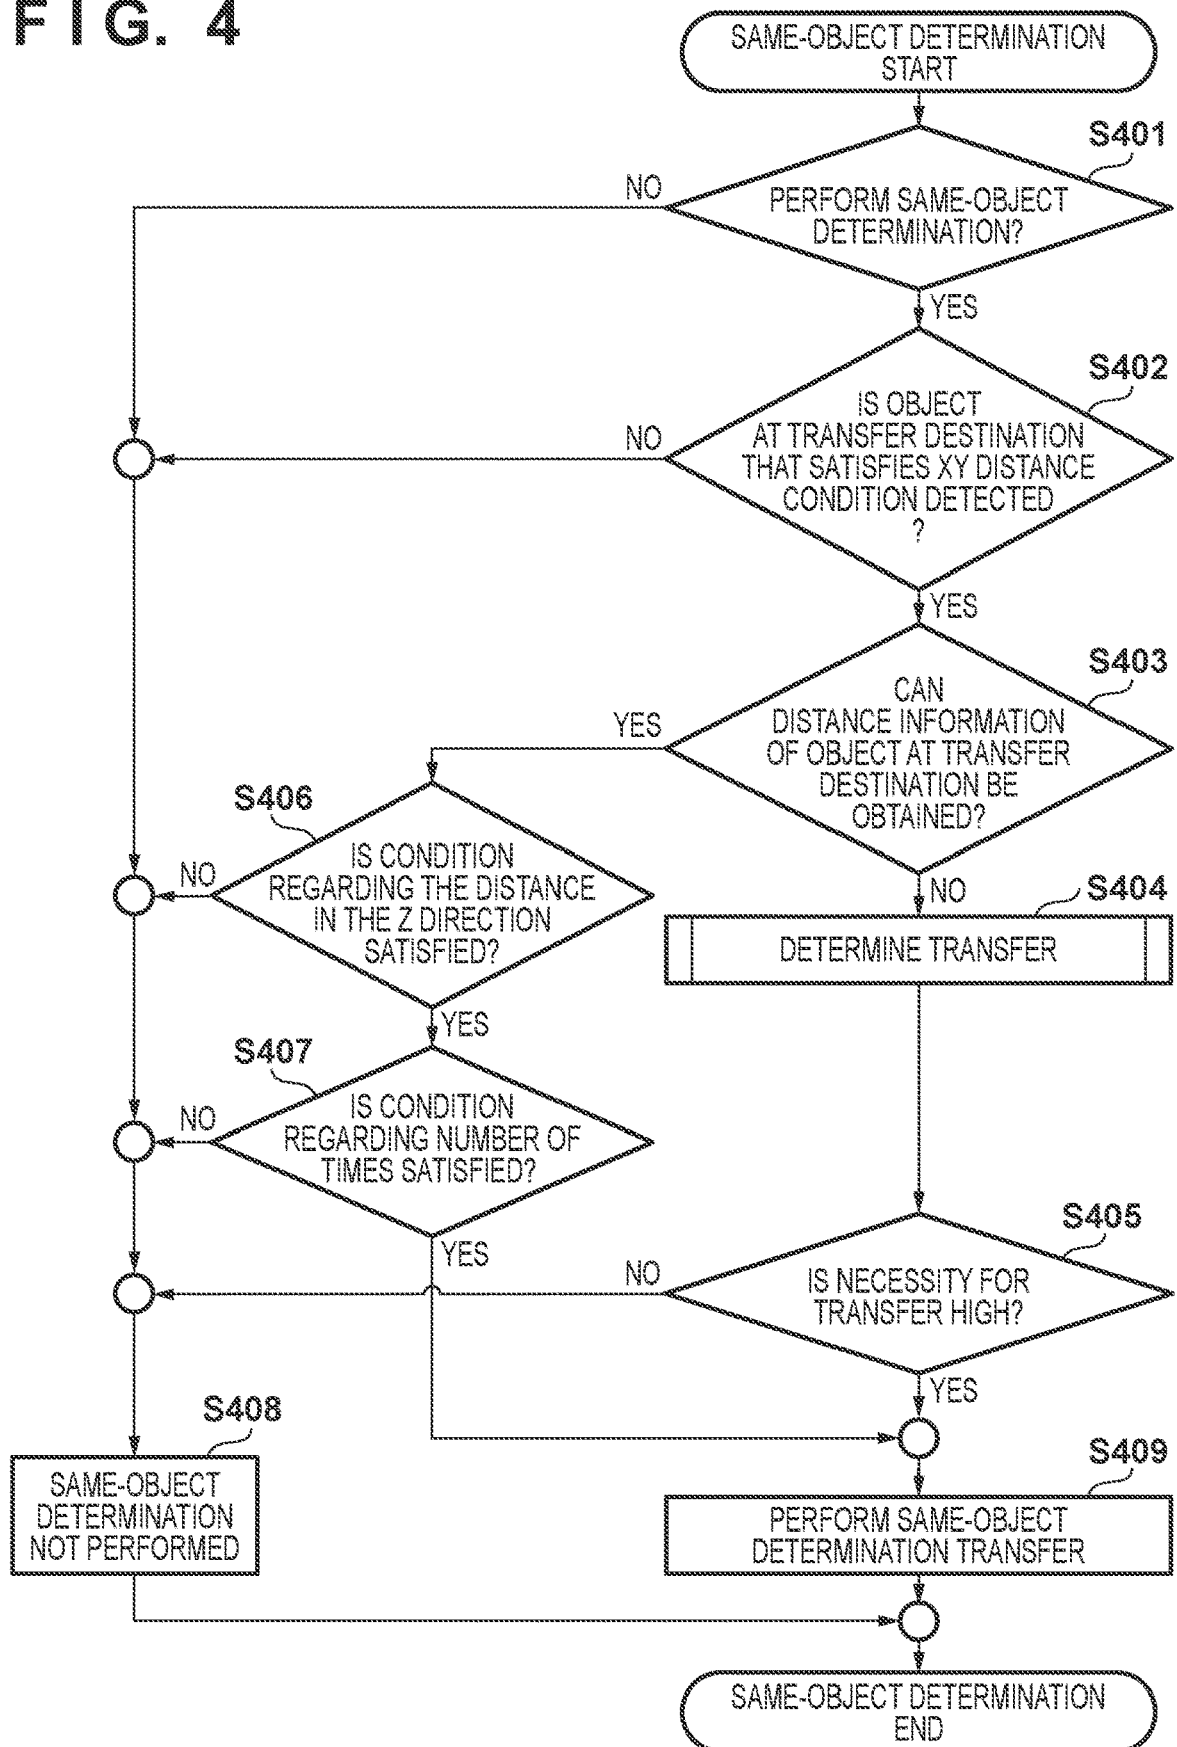 FIG. 4
SAME-OBJECT DETERMINATION
START
S401
PERFORM SAME-OBJECT
DETERMINATION?
NO
YES
S402
IS OBJECT
AT TRANSFER DESTINATION
THAT SATISFIES XY DISTANCE
CONDITION DETECTED
?
NO
YES
S403
CAN
DISTANCE INFORMATION
OF OBJECT AT TRANSFER
DESTINATION BE
OBTAINED?
YES
NO
S406
IS CONDITION
REGARDING THE DISTANCE
IN THE Z DIRECTION
SATISFIED?
NO
YES
S404
DETERMINE TRANSFER
S407
IS CONDITION
REGARDING NUMBER OF
TIMES SATISFIED?
NO
YES
S405
IS NECESSITY FOR
TRANSFER HIGH?
NO
YES
S408
SAME-OBJECT
DETERMINATION
NOT PERFORMED
S409
PERFORM SAME-OBJECT
DETERMINATION TRANSFER
SAME-OBJECT DETERMINATION
END